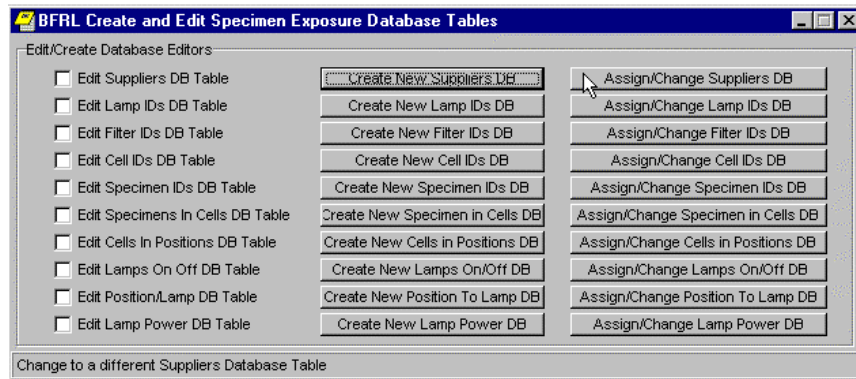 BFRL Create and Edit Specimen Exposure Database Tables
Edit/Create Database Editors
Edit Suppliers DB Table Create New Suppliers DB Assign/Change Suppliers DB
Edit Lamp IDs DB Table Create New Lamp IDs DB Assign/Change Lamp IDs DB
Edit Filter IDs DB Table Create New Filter IDs DB Assign/Change Filter IDs DB
Edit Cell IDs DB Table Create New Cell IDs DB Assign/Change Cell IDs DB
Edit Specimen IDs DB Table Create New Specimen IDs DB Assign/Change Specimen IDs DB
Edit Specimens In Cells DB Table Create New Specimen in Cells DB Assign/Change Specimen in Cells DB
Edit Cells In Positions DB Table Create New Cells in Positions DB Assign/Change Cells in Positions DB
Edit Lamps On Off DB Table Create New Lamps On/Off DB Assign/Change Lamps On/Off DB
Edit Position/Lamp DB Table Create New Position To Lamp DB Assign/Change Position To Lamp DB
Edit Lamp Power DB Table Create New Lamp Power DB Assign/Change Lamp Power DB
Change to a different Suppliers Database Table